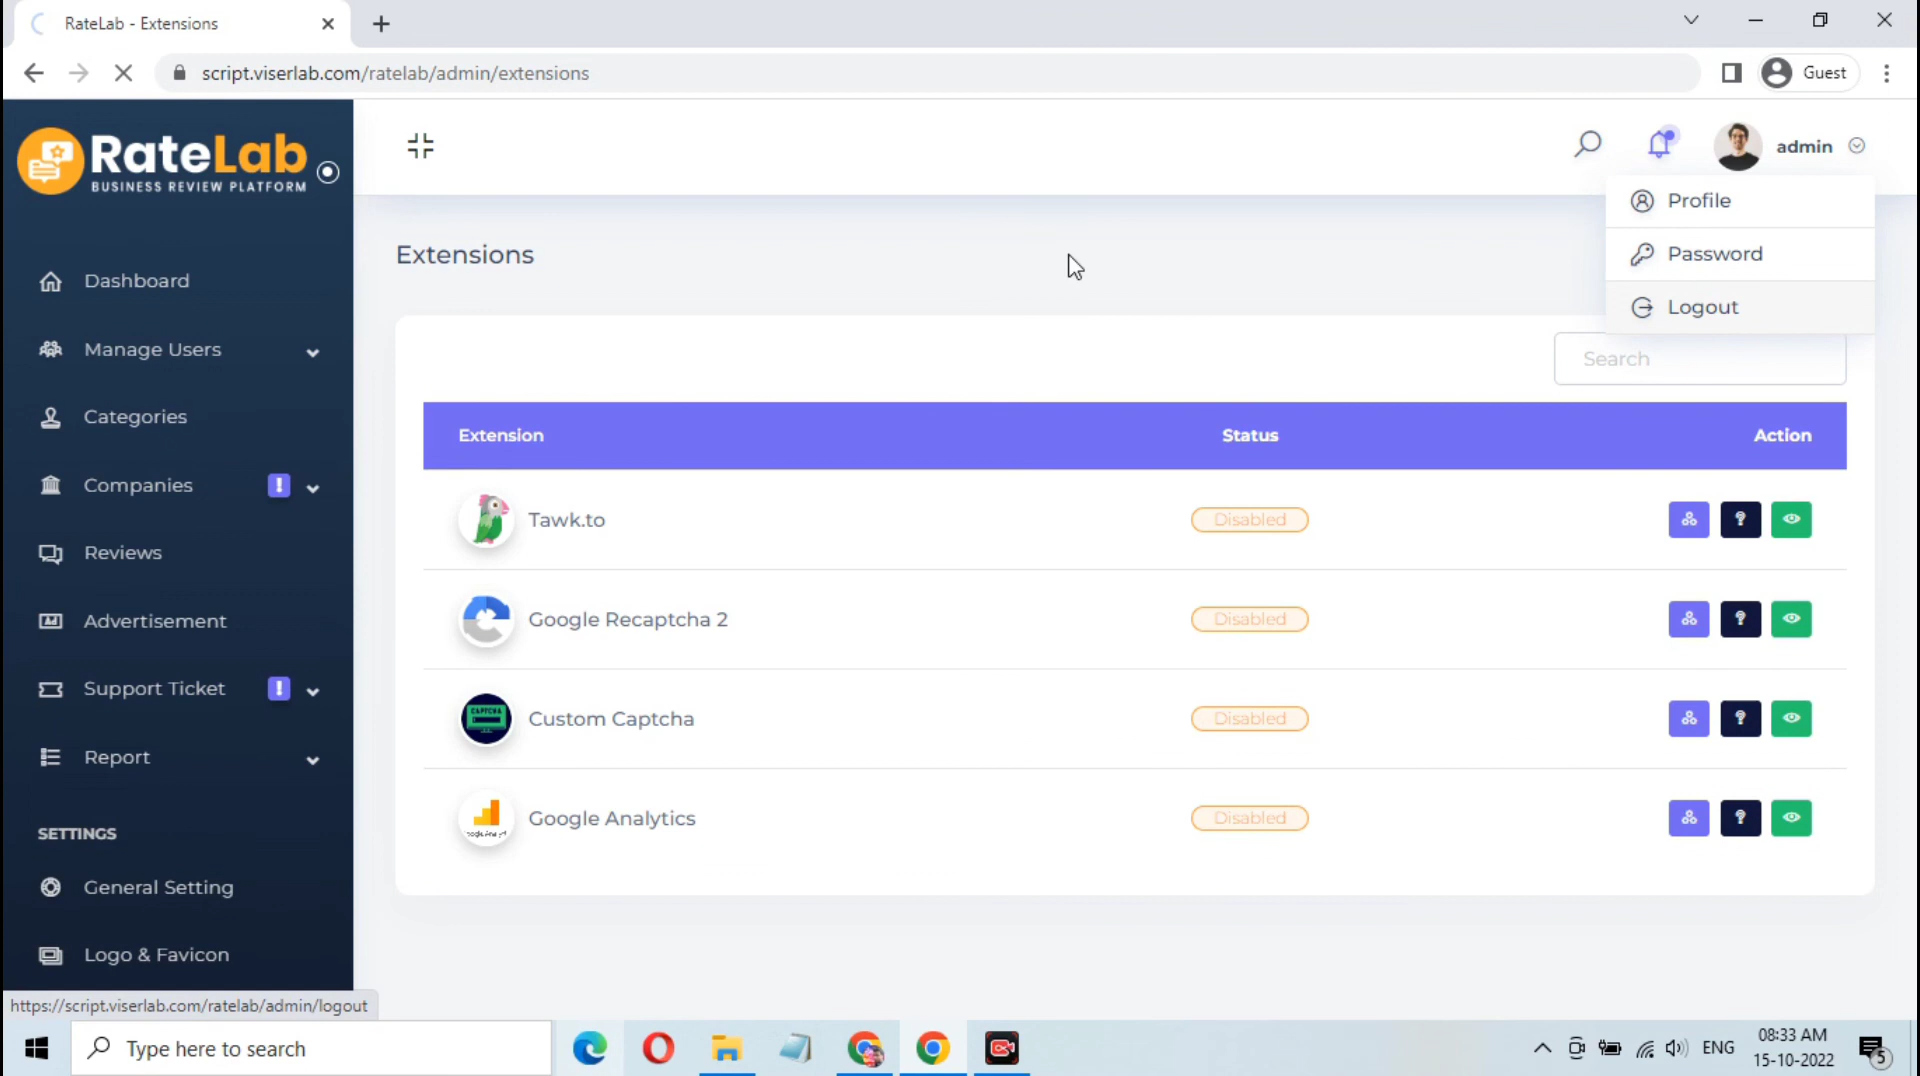 RateLab - Extensions
script.viserlab.com/ratelab/admin/extensions
Guest
RateLab
BUSINESS REVIEW PLATFORM
admin
Profile
Password
Logout
Dashboard
Manage Users
Categories
Companies
Reviews
Advertisement
Support Ticket
Report
SETTINGS
General Setting
Logo & Favicon
Extensions
Search
Extension Status Action
Tawk.to Disabled
Google Recaptcha 2 Disabled
CAPTCHA
Custom Captcha Disabled
Google Analytics Disabled
https://script.viserlab.com/ratelab/admin/logout
Type here to search
ENG
08:33 AM
15-10-2022
5